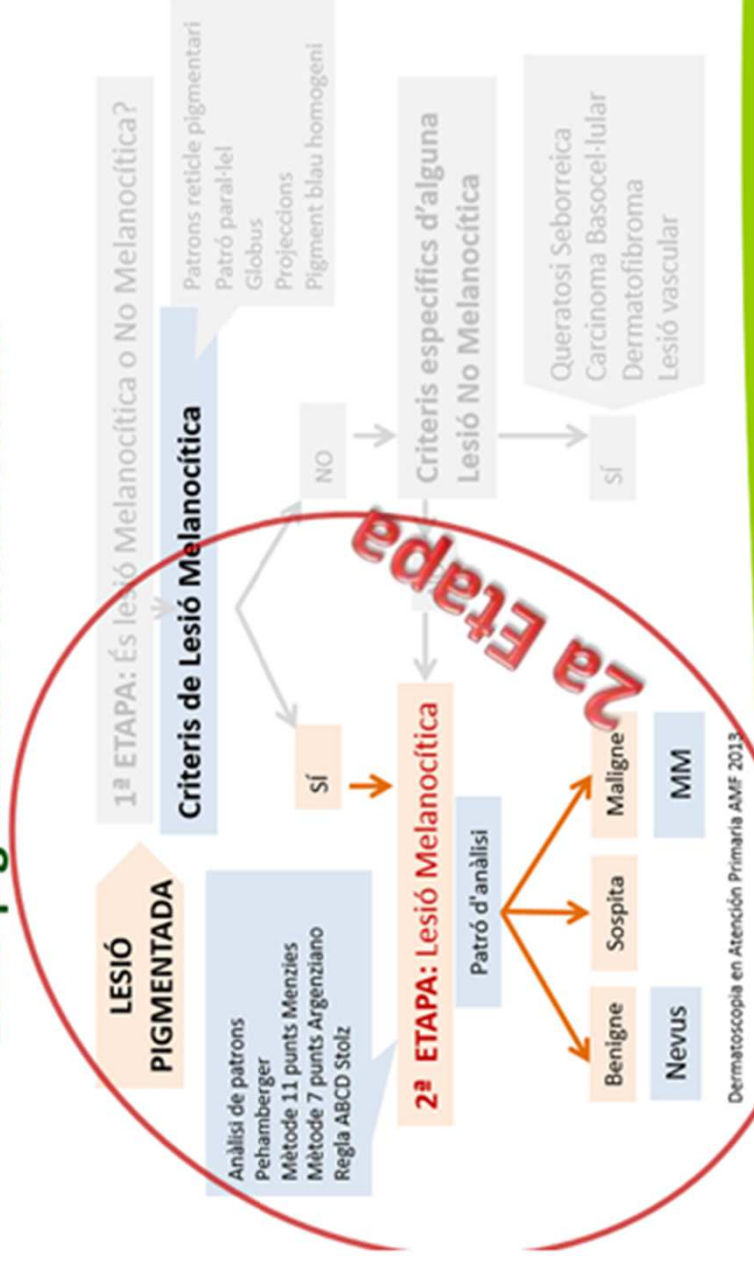 LESIÓ
PIGMENTADA
1ª ETAPA: És lesió Melanocítica o No Melanocítica?
Criteris de Lesió Melanocítica
Patrons reticle pigmentari
Patró paral·lel
Globus
Projeccions
Pigment blau homogeni
SÍ
NO
Anàlisi de patrons
Pehamberger
Mètode 11 punts Menzies
Mètode 7 punts Argenziano
Regla ABCD Stolz
2ª ETAPA: Lesió Melanocítica
Criteris específics d'alguna
Lesió No Melanocítica
2a Etapa
Patró d'anàlisi
Benigne
Sospita
Maligne
SÍ
Queratosi Seborreica
Carcinoma Basocel·lular
Dermatofibroma
Lesió vascular
Nevus
MM
Dermatoscopia en Atención Primaria AMF 2013